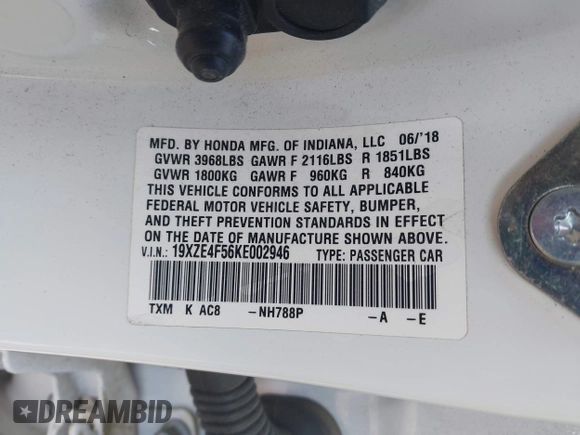 MFD. BY HONDA MFG. OF INDIANA, LLC 06/'18
GVWR 3968LBS GAWR F 2116LBS R 1851LBS
GVWR 1800KG GAWR F 960KG R 840KG
THIS VEHICLE CONFORMS TO ALL APPLICABLE
FEDERAL MOTOR VEHICLE SAFETY, BUMPER,
AND THEFT PREVENTION STANDARDS IN EFFECT
ON THE DATE OF MANUFACTURE SHOWN ABOVE.
V.I.N.: 19XZE4F56KE002946 TYPE: PASSENGER CAR
TXM K AC8 -NH788P -A -E
DREAMBID